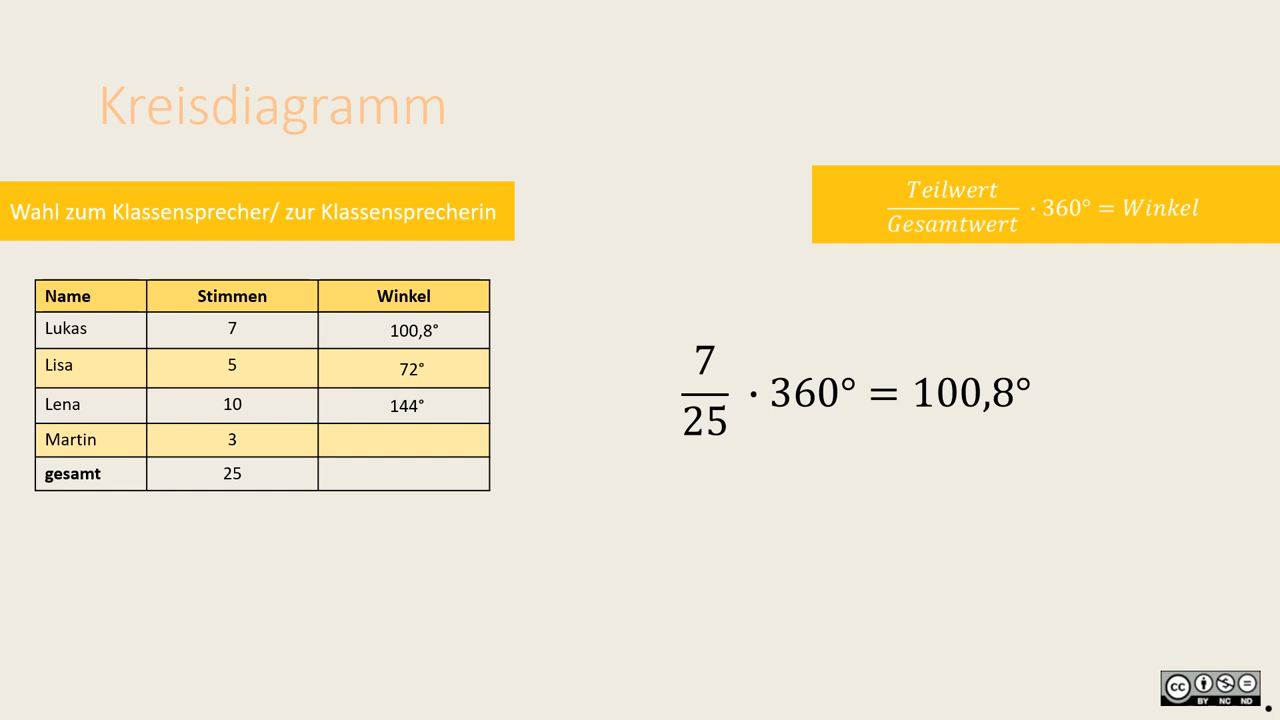 Kreisdiagramm
Wahl zum Klassensprecher/ zur Klassensprecherin
Teilwert
Gesamtwert · 360° = Winkel
Name Stimmen Winkel
Lukas 7 100,8°
Lisa 5 72°
Lena 10 144°
Martin 3
gesamt 25
7
25 · 360° = 100,8°
cc BY NC ND